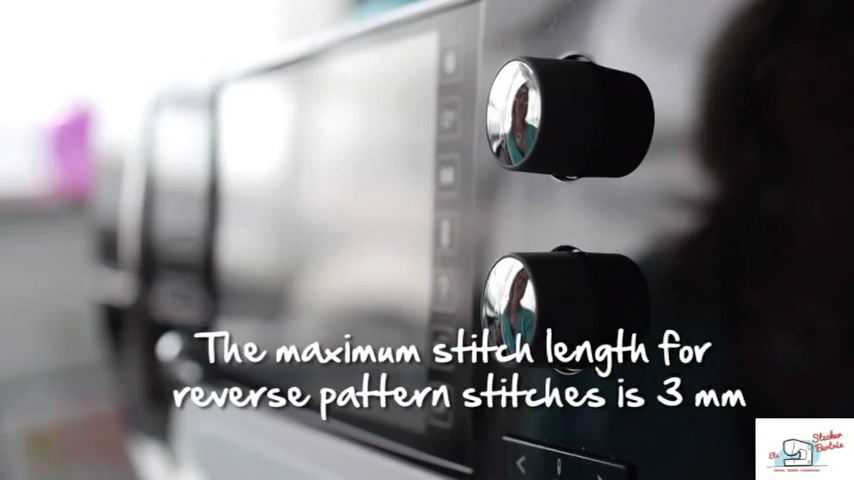 The maximum stitch length for
reverse pattern stitches is 3 mm